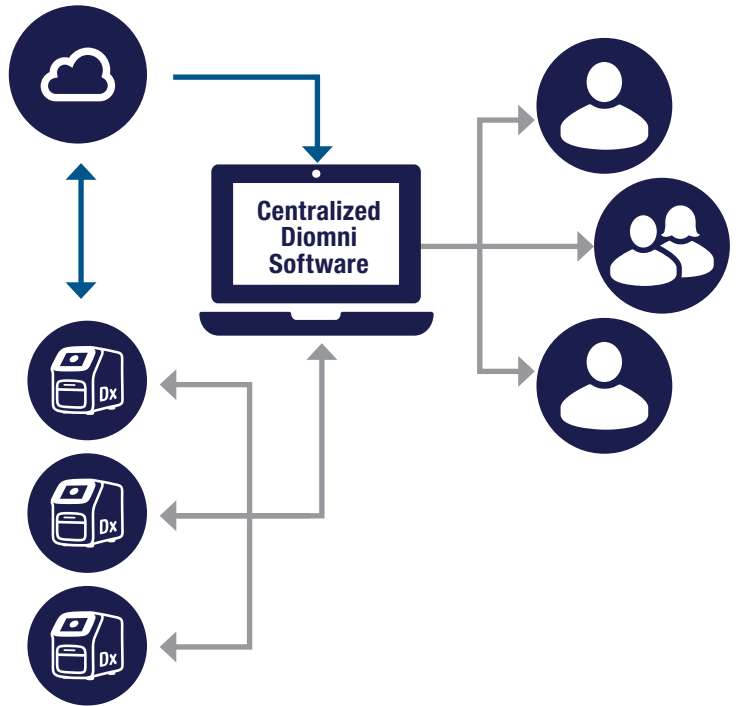 Centralized
Diomni
Software
Dx
Dx
Dx